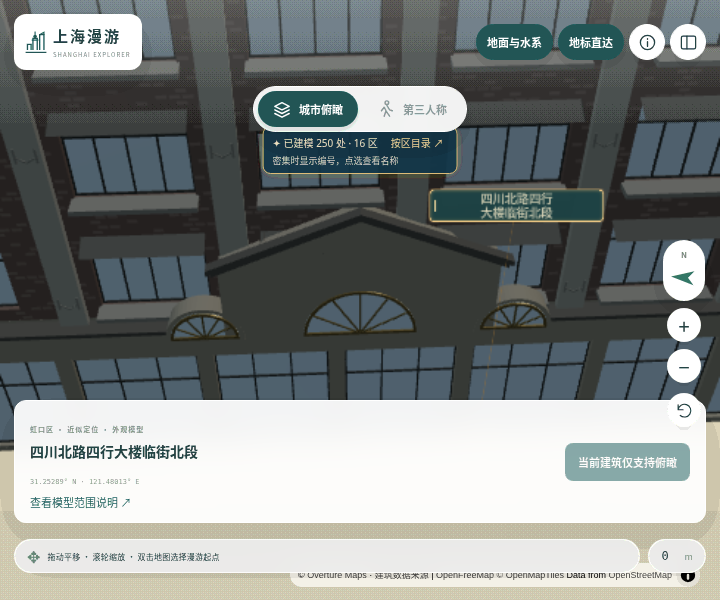 上海漫游
SHANGHAI EXPLORER
地面与水系
地标直达
城市俯瞰
第三人称
✦ 已建模 250 处 · 16 区 按区目录 ↗
密集时显示编号，点选查看名称
四川北路四行
大楼临街北段
N
+
−
虹口区 · 近似定位 · 外观模型
四川北路四行大楼临街北段
31.25289° N · 121.48013° E
查看模型范围说明 ↗
当前建筑仅支持俯瞰
拖动平移 · 滚轮缩放 · 双击地图选择漫游起点
0 m
© Overture Maps · 建筑数据来源 | OpenFreeMap © OpenMapTiles Data from OpenStreetMap